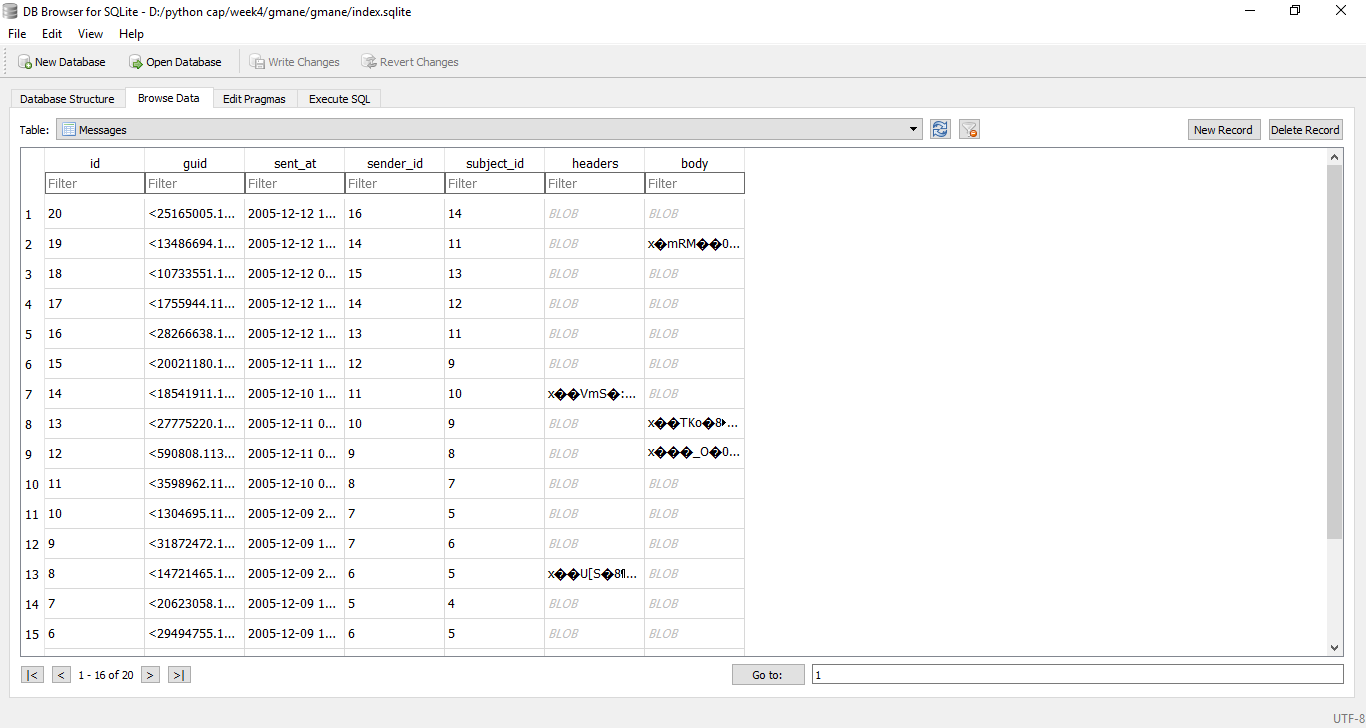 DB Browser for SQLite - D:/python cap/week4/gmane/gmane/index.sqlite
File Edit View Help
New Database Open Database Write Changes Revert Changes
Database Structure Browse Data Edit Pragmas Execute SQL
Table: Messages New Record Delete Record
id guid sent_at sender_id subject_id headers body
Filter Filter Filter Filter Filter Filter Filter
1 20 <25165005.1... 2005-12-12 1... 16 14 BLOB BLOB
2 19 <13486694.1... 2005-12-12 1... 14 11 BLOB x�mRM��0...
3 18 <10733551.1... 2005-12-12 0... 15 13 BLOB BLOB
4 17 <1755944.11... 2005-12-12 1... 14 12 BLOB BLOB
5 16 <28266638.1... 2005-12-12 1... 13 11 BLOB BLOB
6 15 <20021180.1... 2005-12-11 1... 12 9 BLOB BLOB
7 14 <18541911.1... 2005-12-10 1... 11 10 x��VmS�:... BLOB
8 13 <27775220.1... 2005-12-11 0... 10 9 BLOB x��TKo�8...
9 12 <590808.113... 2005-12-11 0... 9 8 BLOB x���_O�0...
10 11 <3598962.11... 2005-12-10 0... 8 7 BLOB BLOB
11 10 <1304695.11... 2005-12-09 2... 7 5 BLOB BLOB
12 9 <31872472.1... 2005-12-09 1... 7 6 BLOB BLOB
13 8 <14721465.1... 2005-12-09 2... 6 5 x��U[S�8¶... BLOB
14 7 <20623058.1... 2005-12-09 1... 5 4 BLOB BLOB
15 6 <29494755.1... 2005-12-09 1... 6 5 BLOB BLOB
|< < 1 - 16 of 20 > >| Go to: 1
UTF-8